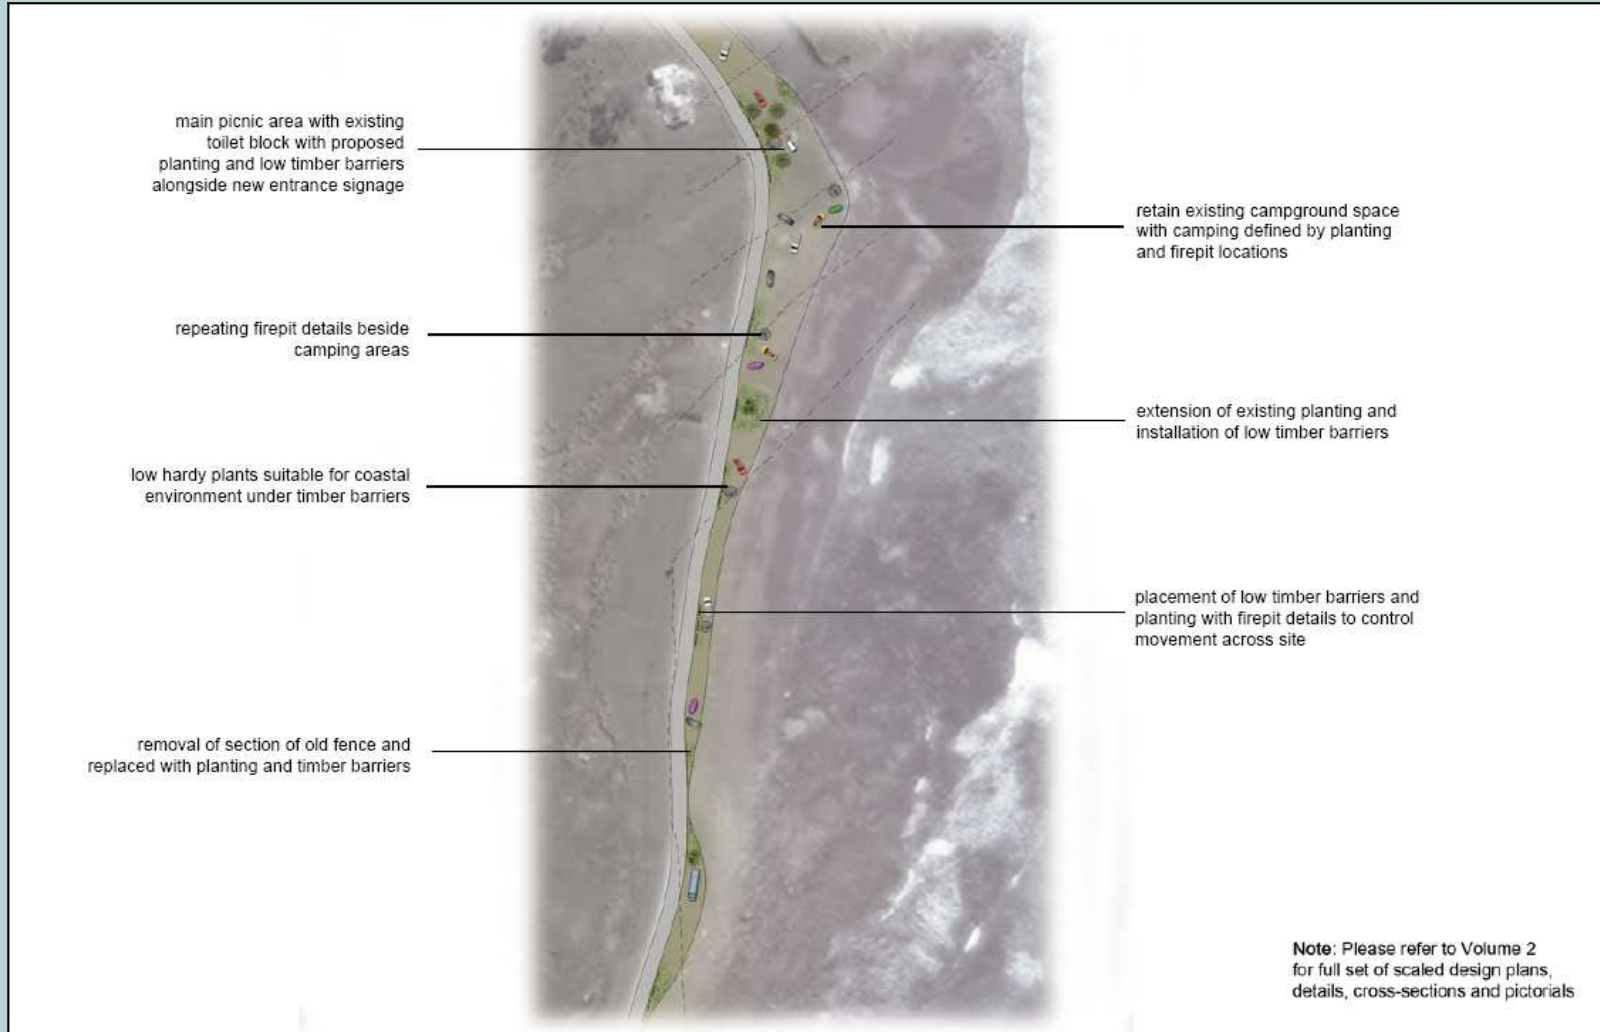 main picnic area with existing
toilet block with proposed
planting and low timber barriers
alongside new entrance signage
retain existing campground space
with camping defined by planting
and firepit locations
repeating firepit details beside
camping areas
extension of existing planting and
installation of low timber barriers
low hardy plants suitable for coastal
environment under timber barriers
placement of low timber barriers and
planting with firepit details to control
movement across site
removal of section of old fence and
replaced with planting and timber barriers
Note: Please refer to Volume 2
for full set of scaled design plans,
details, cross-sections and pictorials